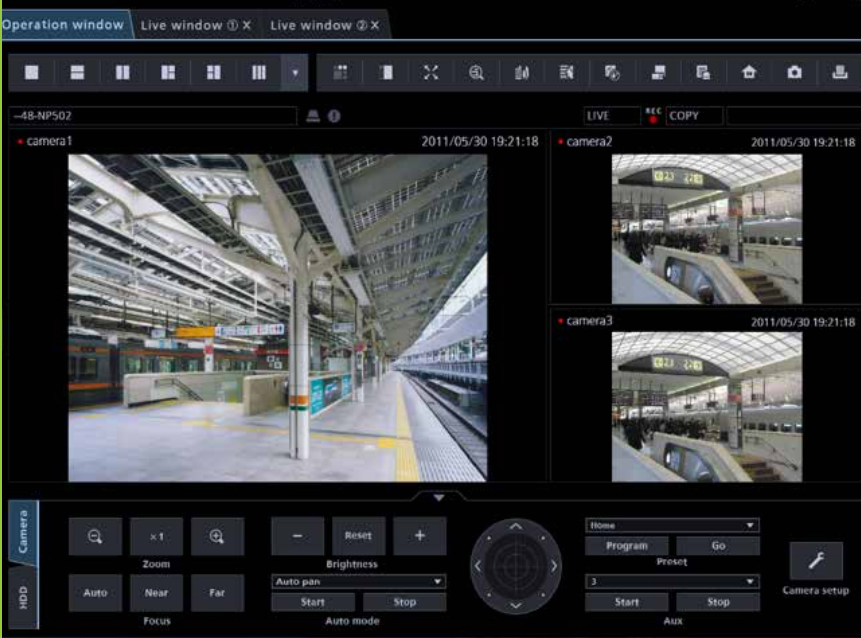 Operation window
Live window ① X
Live window ② X
—48-NP502
LIVE
REC
COPY
camera1
2011/05/30 19:21:18
camera2
2011/05/30 19:21:18
camera3
2011/05/30 19:21:18
Camera
HDD
×1
Zoom
Auto
Near
Far
Focus
Reset
Brightness
Auto pan
Start
Stop
Auto mode
Home
Program
Go
Preset
3
Start
Stop
Aux
Camera setup